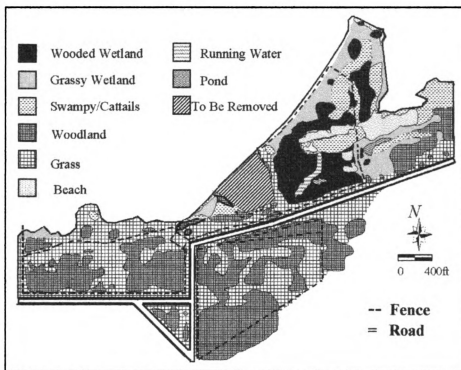 Wooded Wetland
Grassy Wetland
Swampy/Cattails
Woodland
Grass
Beach
Running Water
Pond
To Be Removed
N
0 400ft
Fence
Road